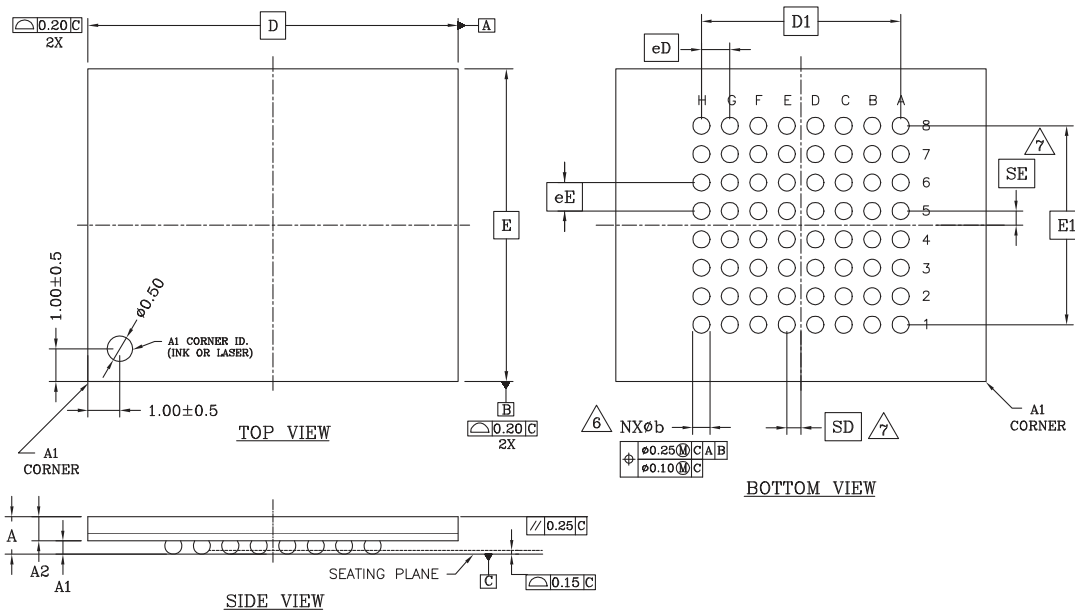 ⌓ 0.20 C
2X
D
A
1.00±0.5
ø0.50
A1 CORNER ID.
(INK OR LASER)
E
1.00±0.5
B
⌓ 0.20 C
2X
TOP VIEW
A1
CORNER
D1
eD
H G F E D C B A
8
7
6
5
4
3
2
1
7
SE
eE
E1
6 NXøb
⌖ ø0.25Ⓜ C A B
ø0.10Ⓜ C
SD 7
A1
CORNER
BOTTOM VIEW
A
A2
A1
// 0.25 C
SEATING PLANE
C
⌓ 0.15 C
SIDE VIEW